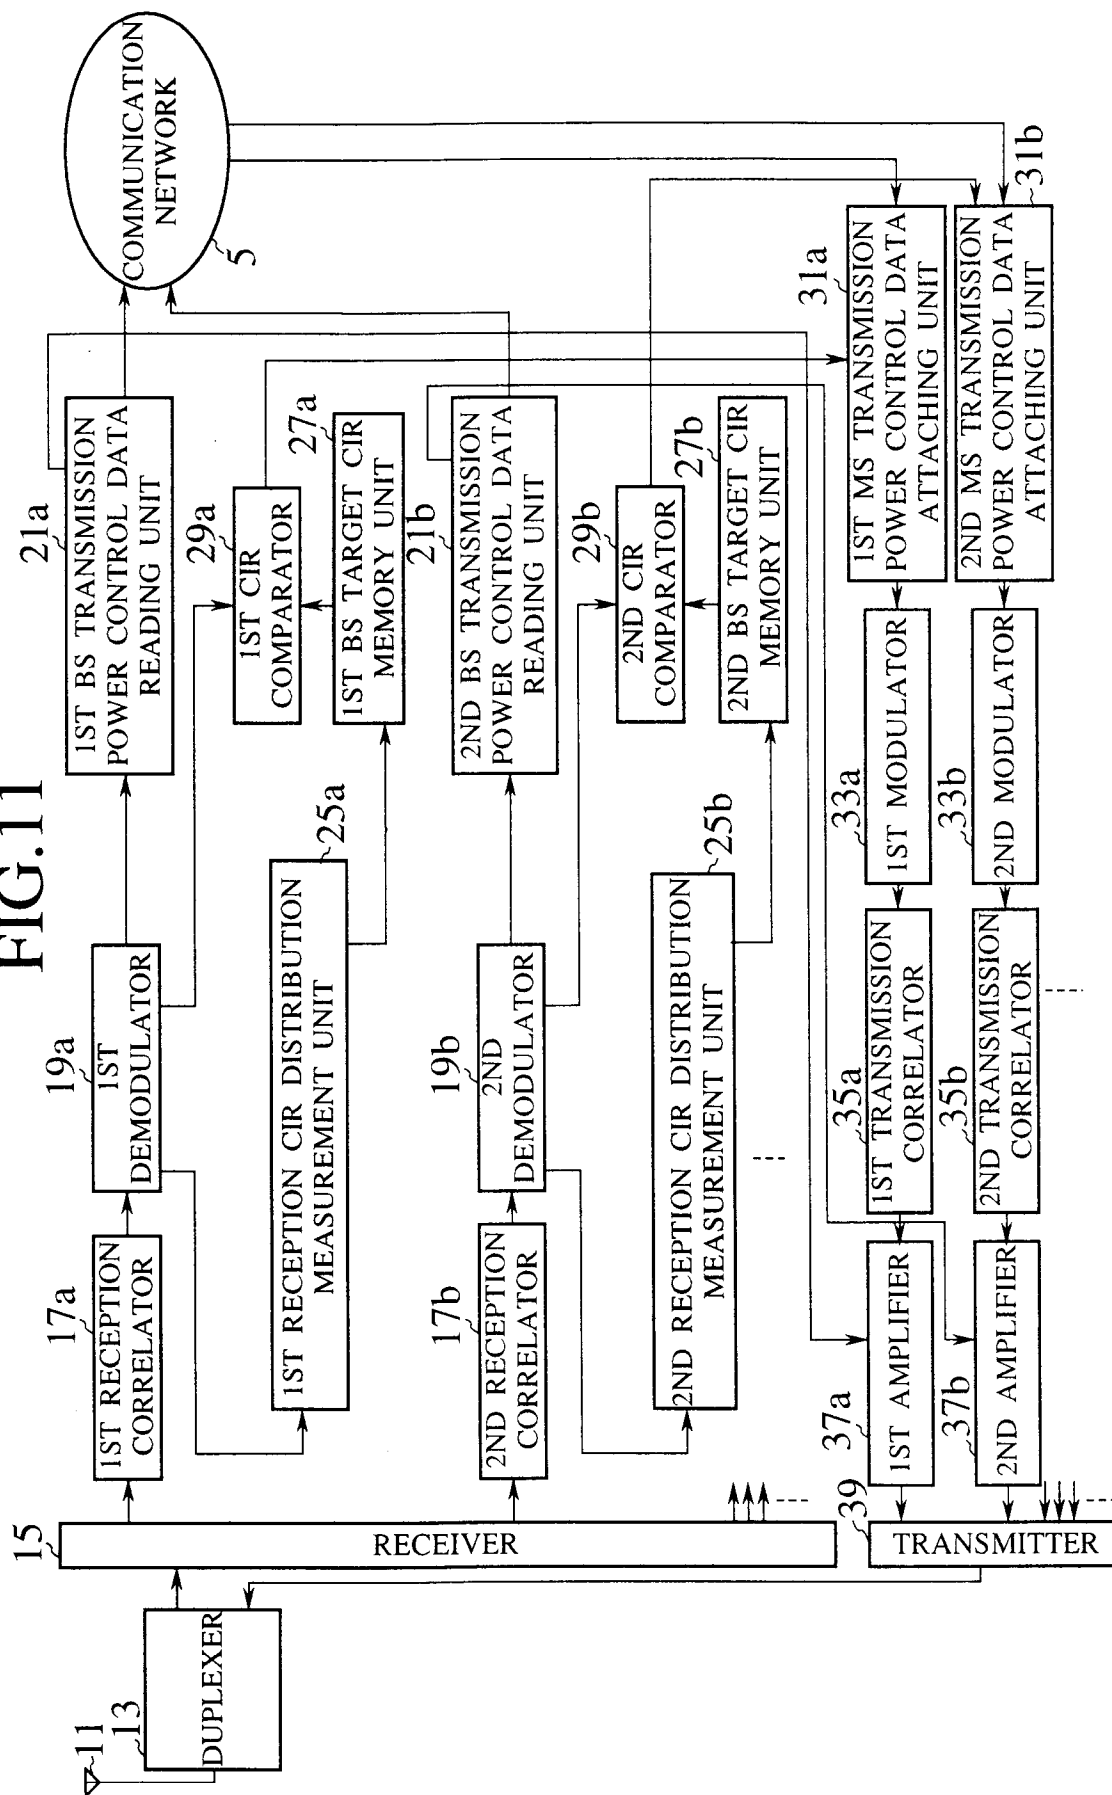 FIG.11
11
13
DUPLEXER
15
RECEIVER
17a
1ST RECEPTION
CORRELATOR
19a
1ST
DEMODULATOR
21a
1ST BS TRANSMISSION
POWER CONTROL DATA
READING UNIT
COMMUNICATION
NETWORK
5
25a
1ST RECEPTION CIR DISTRIBUTION
MEASUREMENT UNIT
29a
1ST CIR
COMPARATOR
27a
1ST BS TARGET CIR
MEMORY UNIT
17b
2ND RECEPTION
CORRELATOR
19b
2ND
DEMODULATOR
21b
2ND BS TRANSMISSION
POWER CONTROL DATA
READING UNIT
25b
2ND RECEPTION CIR DISTRIBUTION
MEASUREMENT UNIT
29b
2ND CIR
COMPARATOR
27b
2ND BS TARGET CIR
MEMORY UNIT
39
TRANSMITTER
37a
1ST AMPLIFIER
35a
1ST TRANSMISSION
CORRELATOR
33a
1ST MODULATOR
31a
1ST MS TRANSMISSION
POWER CONTROL DATA
ATTACHING UNIT
37b
2ND AMPLIFIER
35b
2ND TRANSMISSION
CORRELATOR
33b
2ND MODULATOR
31b
2ND MS TRANSMISSION
POWER CONTROL DATA
ATTACHING UNIT